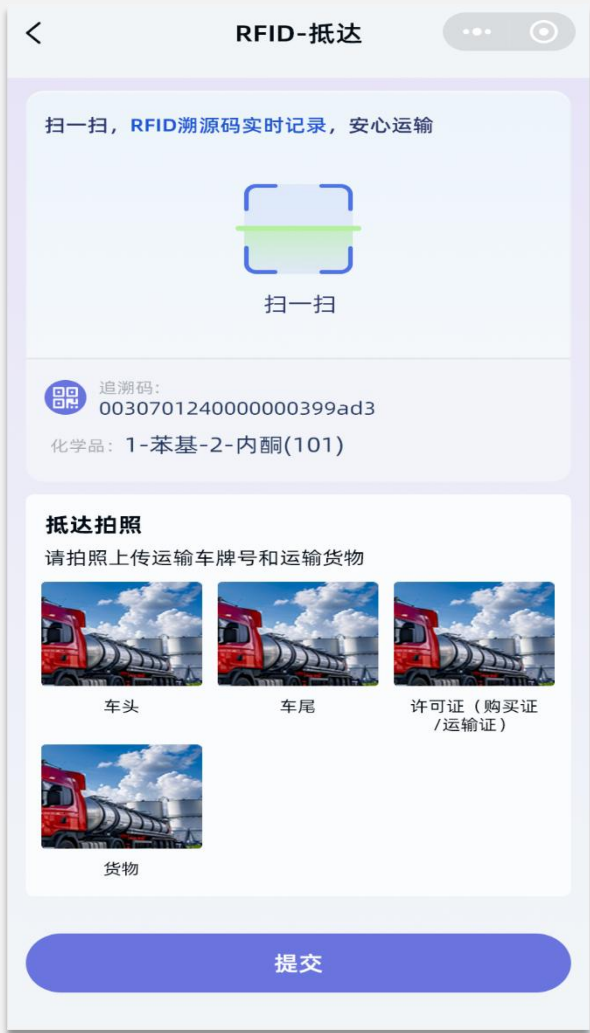 RFID-抵达
扫一扫，RFID溯源码实时记录，安心运输
扫一扫
追溯码：
0030701240000000399ad3
化学品：1-苯基-2-内酮(101)
抵达拍照
请拍照上传运输车牌号和运输货物
车头
车尾
许可证（购买证
/运输证）
货物
提交